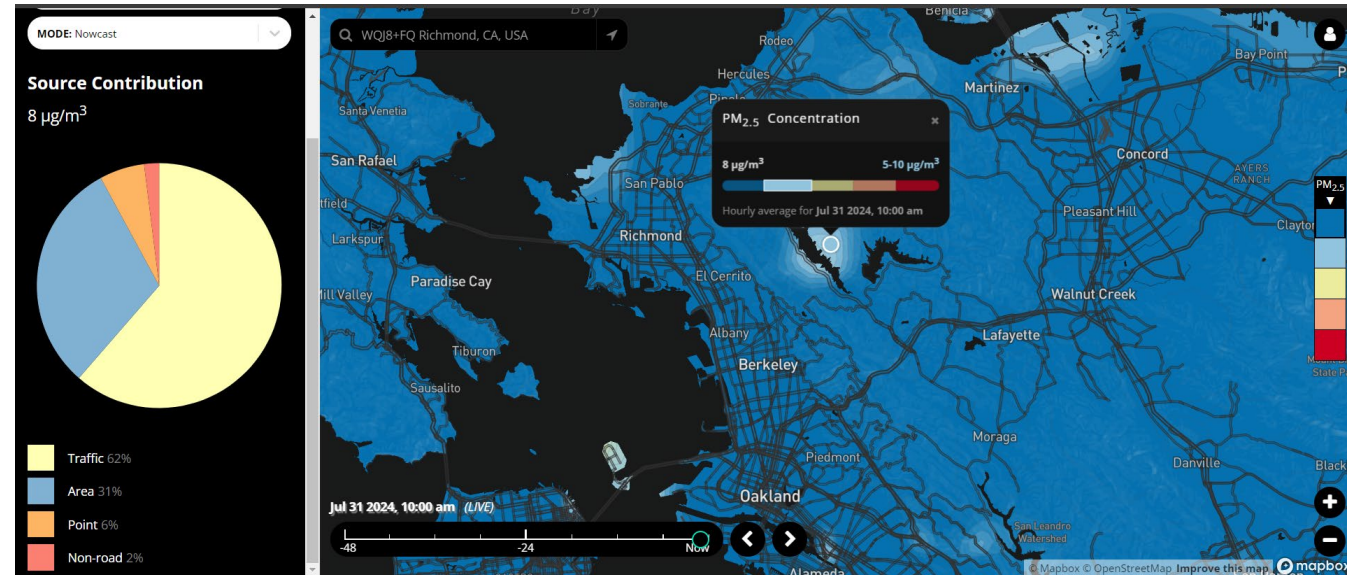 MODE: Nowcast
Source Contribution
8 µg/m³
Traffic 62%
Area 31%
Point 6%
Non-road 2%
WQJ8+FQ Richmond, CA, USA
Bay
Benicia
Rodeo
Bay Point
Hercules
Martinez
Sobrante
Santa Venetia
PM2.5 Concentration
×
8 µg/m³
5-10 µg/m³
Hourly average for Jul 31 2024, 10:00 am
Concord
San Rafael
AYERS
RANCH
San Pablo
PM2.5
▼
Pleasant Hill
Richmond
Larkspur
El Cerrito
Paradise Cay
Walnut Creek
Albany
Lafayette
Tiburon
Berkeley
State P
Sausalito
Moraga
Piedmont
Danville
Black
Oakland
Jul 31 2024, 10:00 am (LIVE)
-48
-24
Now
San Leandro
Watershed
Alameda
© Mapbox © OpenStreetMap Improve this map
mapbox